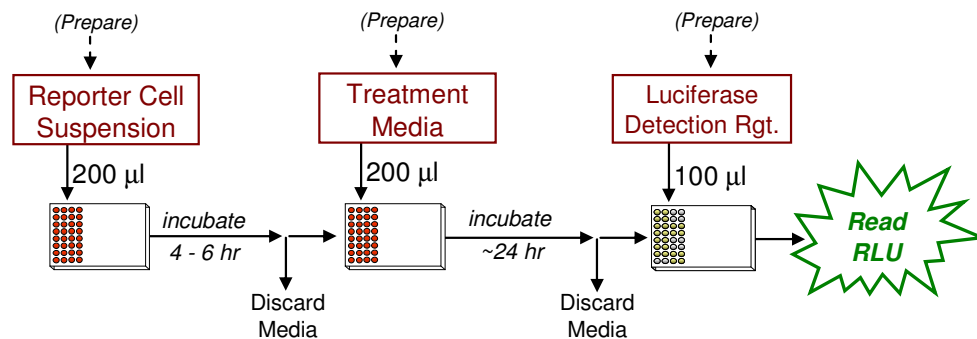 (Prepare)
(Prepare)
(Prepare)
Reporter Cell
Suspension
Treatment
Media
Luciferase
Detection Rgt.
200 µl
200 µl
100 µl
incubate
4 - 6 hr
incubate
~24 hr
Read
RLU
Discard
Media
Discard
Media